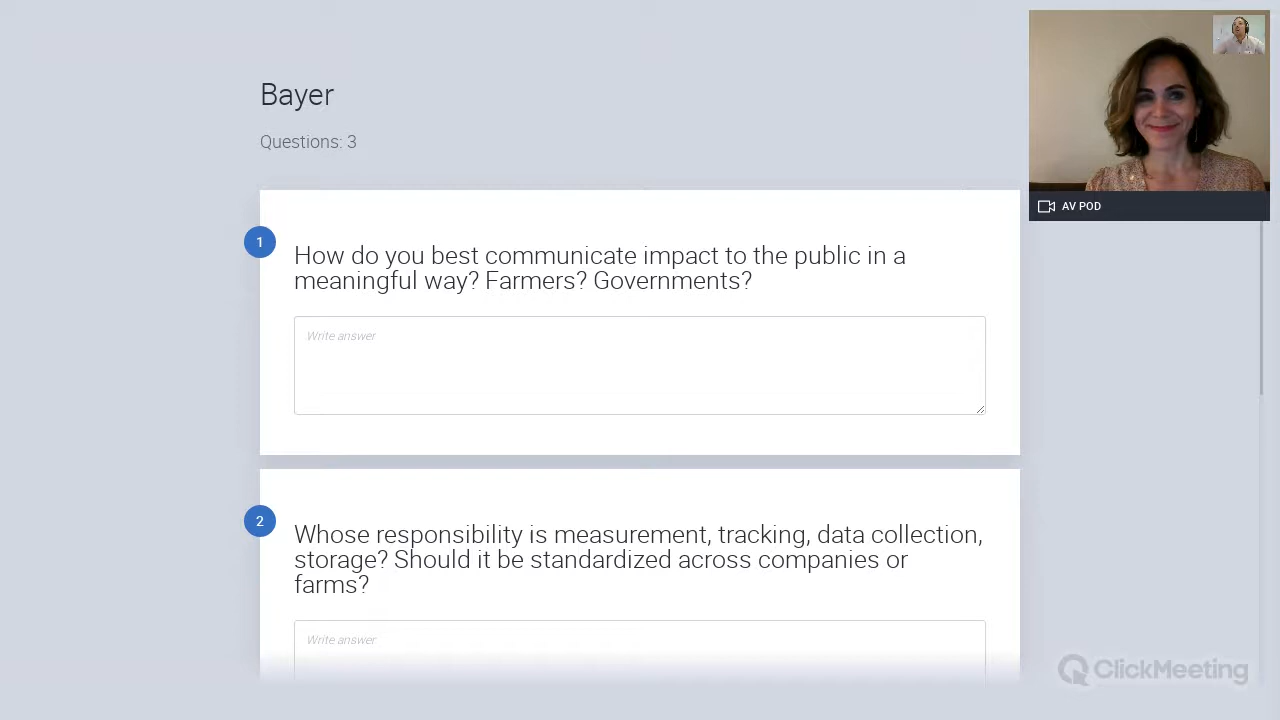 Bayer
Questions: 3
1
How do you best communicate impact to the public in a
meaningful way? Farmers? Governments?
Write answer
2
Whose responsibility is measurement, tracking, data collection,
storage? Should it be standardized across companies or
farms?
Write answer
AV POD
ClickMeeting